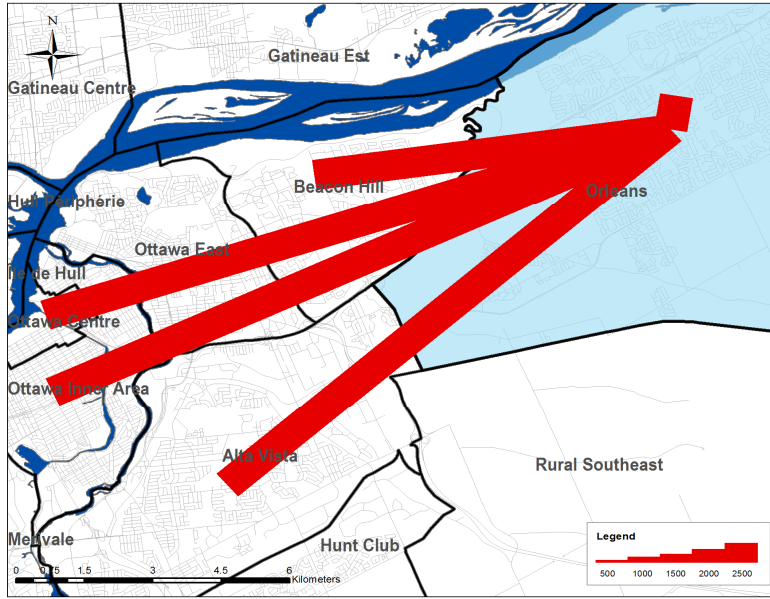 N
Gatineau Est
Gatineau Centre
Beacon Hill
Orleans
Hull Périphérie
Ottawa East
Île de Hull
Ottawa Centre
Ottawa Inner Area
Alta Vista
Rural Southeast
Merivale
Hunt Club
Legend
500 1000 1500 2000 2500
0 0.75 1.5 3 4.5 6
Kilometers